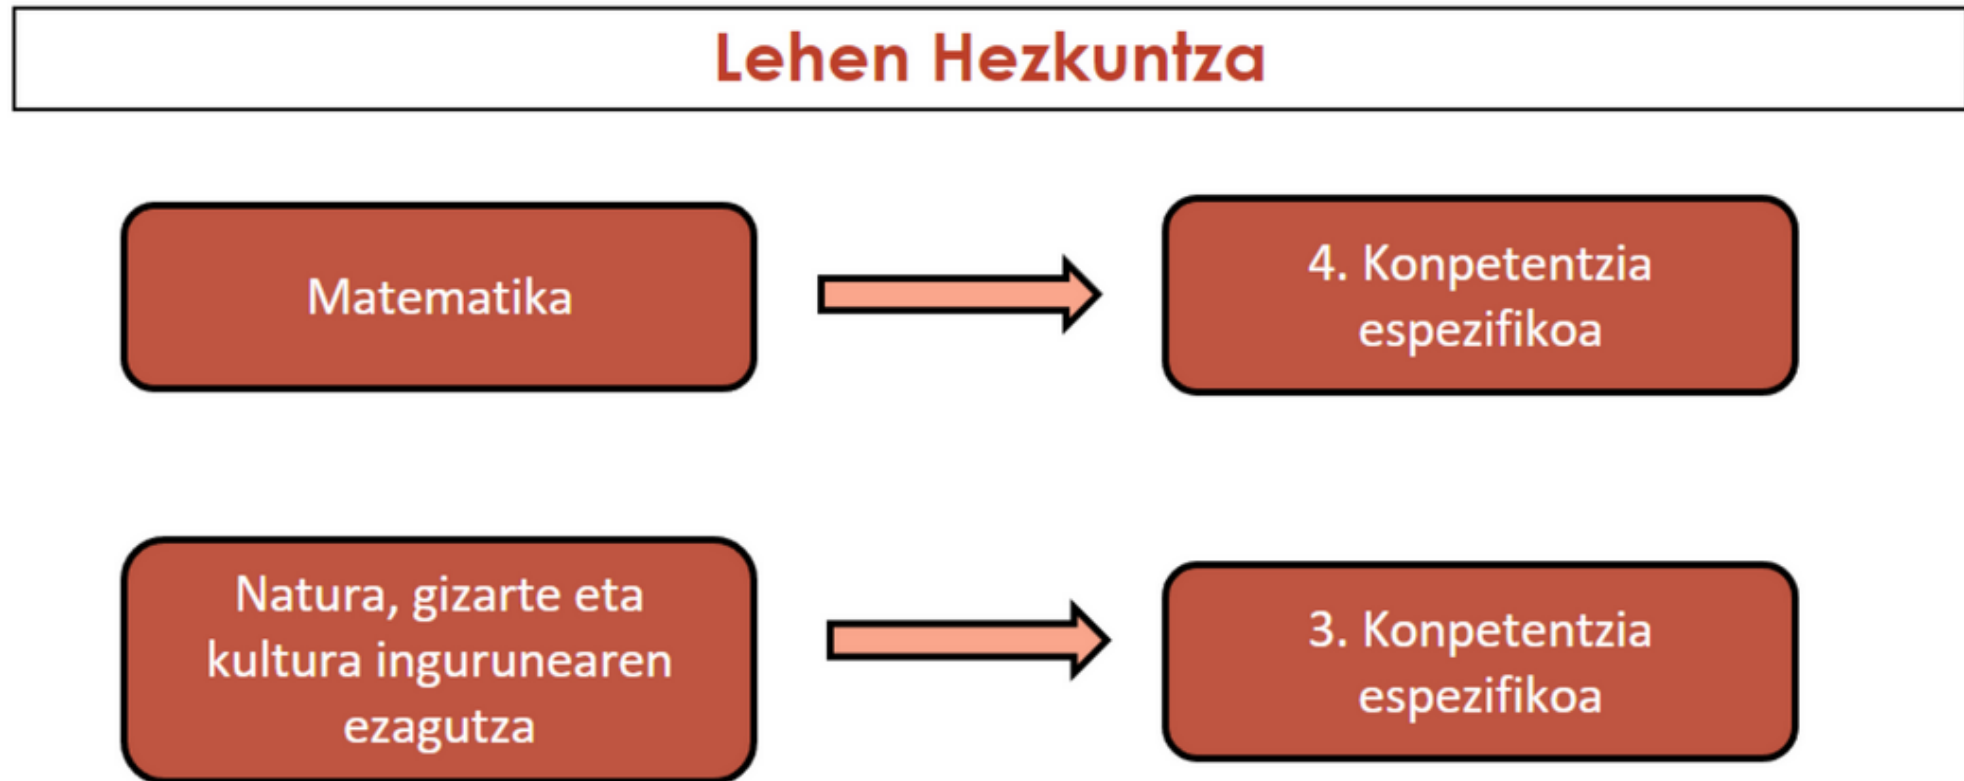 Lehen Hezkuntza
Matematika
4. Konpetentzia
espezifikoa
Natura, gizarte eta
kultura ingurunearen
ezagutza
3. Konpetentzia
espezifikoa